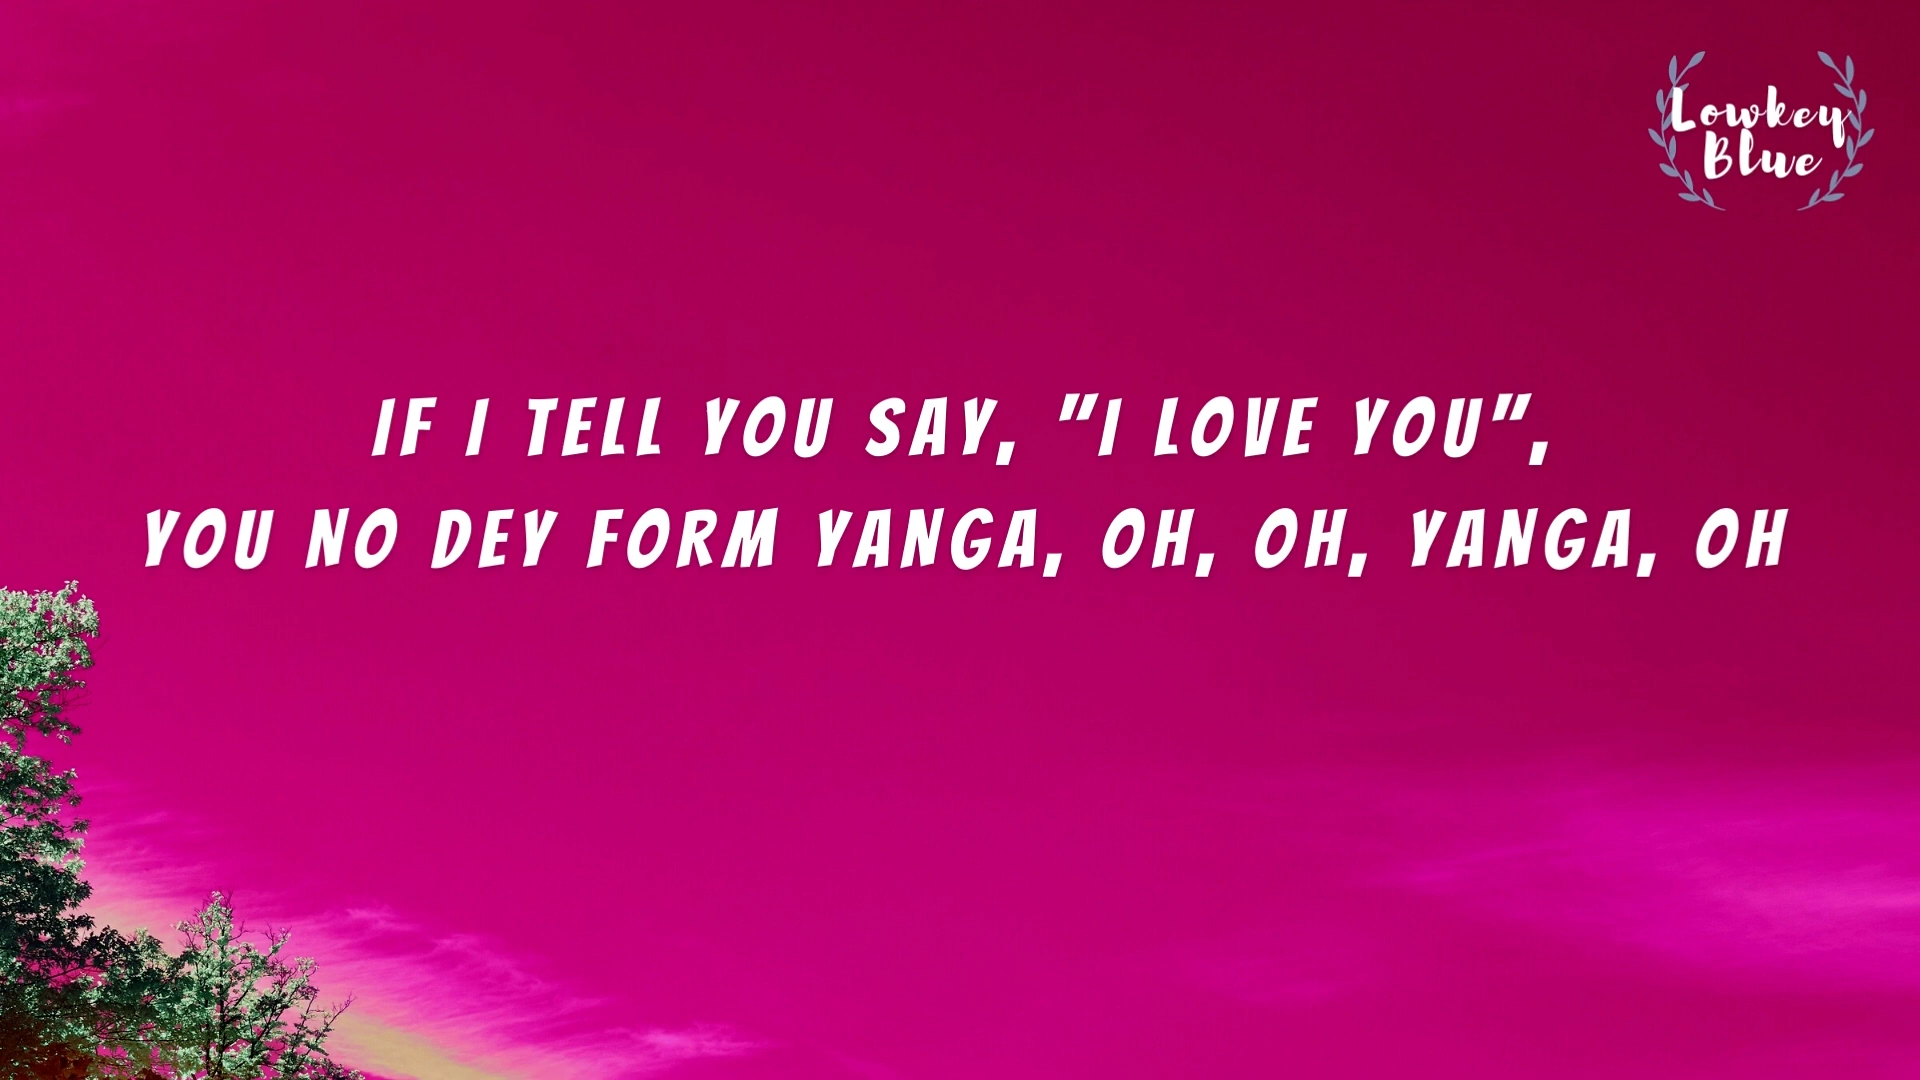 Lowkey
Blue
IF I TELL YOU SAY, "I LOVE YOU",
YOU NO DEY FORM YANGA, OH, OH, YANGA, OH